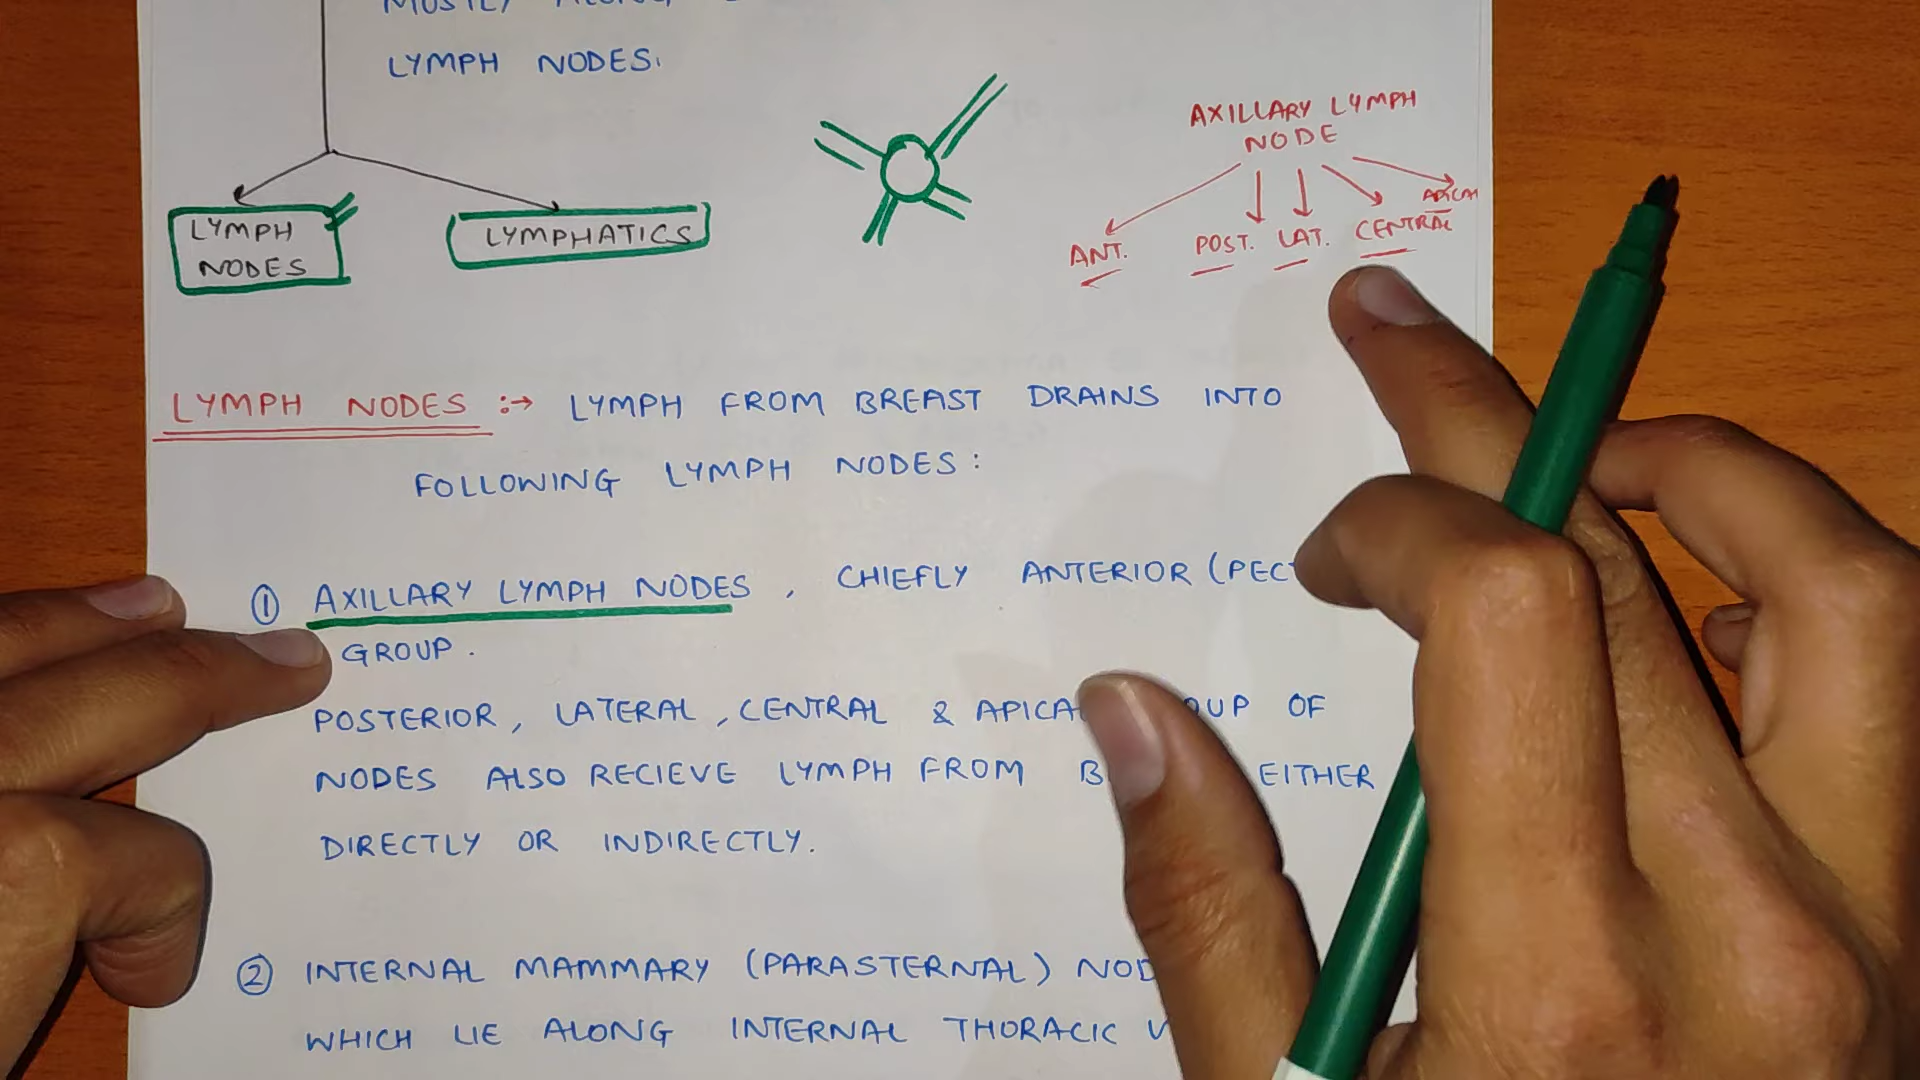 LYMPH NODES.
AXILLARY LYMPH
NODE
ANT.
POST.
LAT.
CENTRAL
LYMPH
NODES
LYMPHATICS
LYMPH NODES :→ LYMPH FROM BREAST DRAINS INTO
FOLLOWING LYMPH NODES:
① AXILLARY LYMPH NODES, CHIEFLY ANTERIOR (PEC
GROUP.
POSTERIOR, LATERAL, CENTRAL & APICA OUP OF
NODES ALSO RECIEVE LYMPH FROM B EITHER
DIRECTLY OR INDIRECTLY.
② INTERNAL MAMMARY (PARASTERNAL) NOD
WHICH LIE ALONG INTERNAL THORACIC V